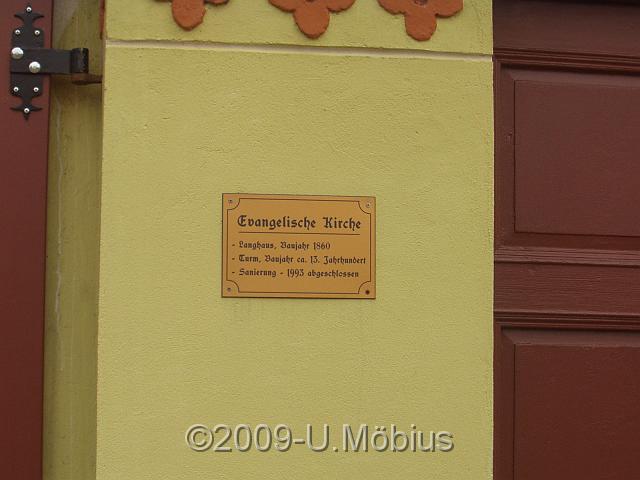 Evangelische Kirche
- Langhaus, Baujahr 1860
- Turm, Baujahr ca. 13. Jahrhundert
- Sanierung - 1993 abgeschlossen
©2009-U.Möbius